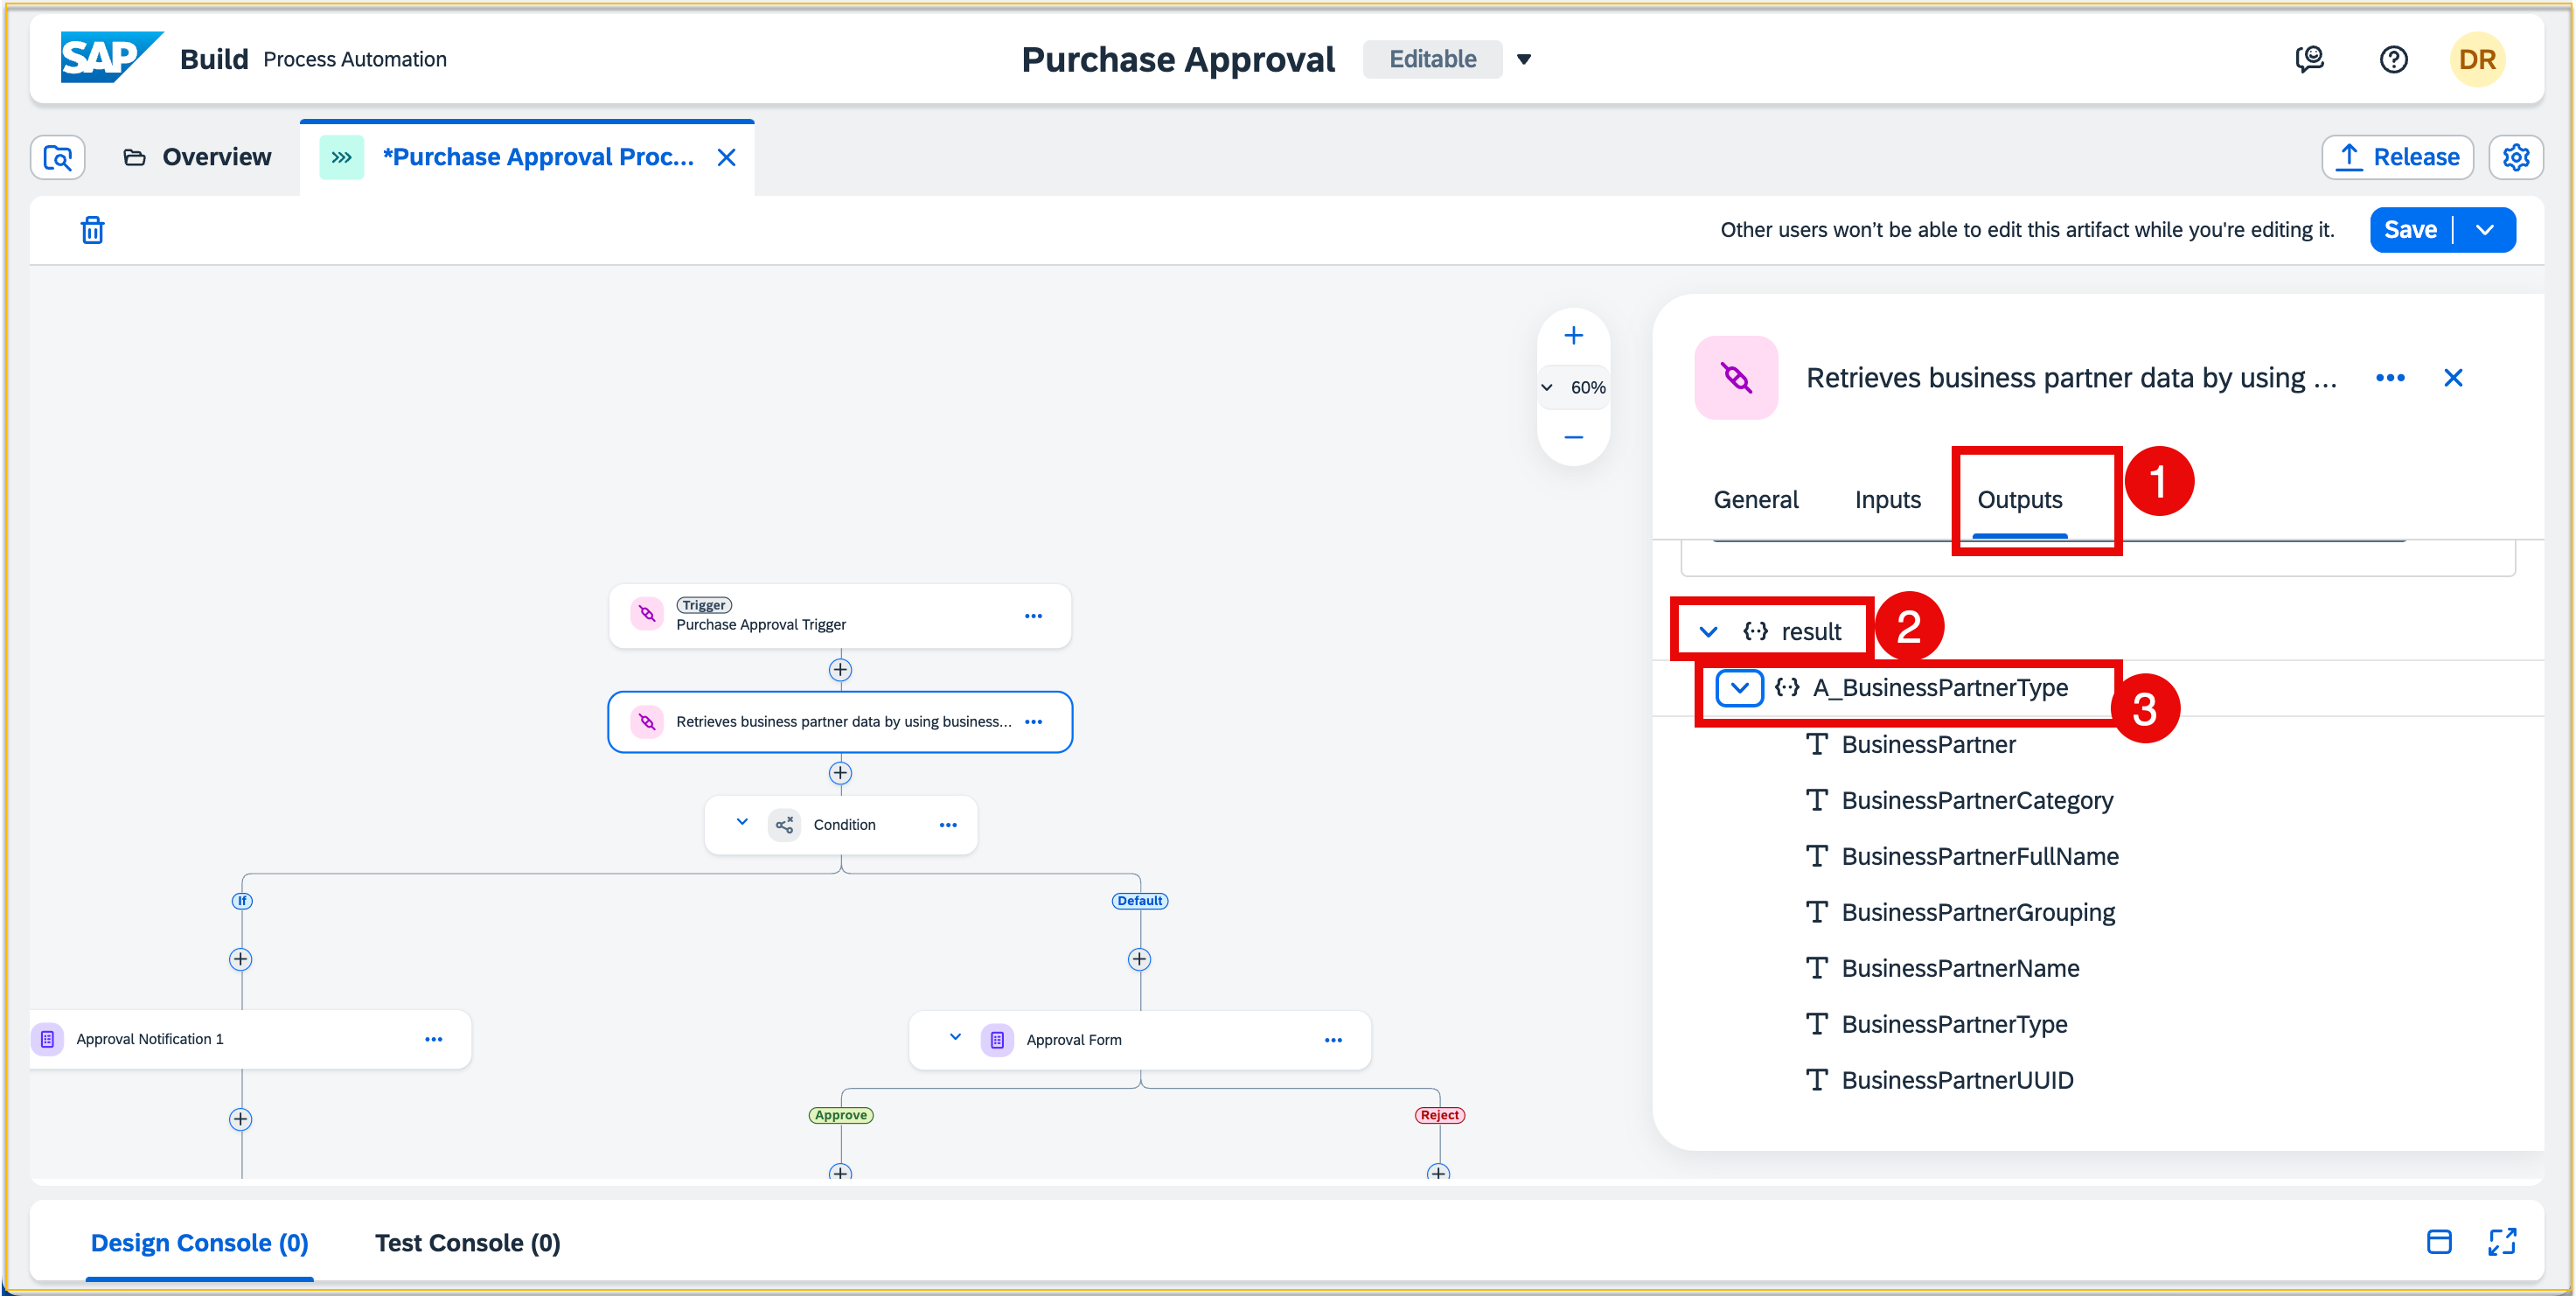 SAP Build Process Automation
Purchase Approval Editable
DR
Overview
*Purchase Approval Proc...
Release
Other users won't be able to edit this artifact while you're editing it.
Save
60%
Retrieves business partner data by using ...
General Inputs Outputs
1
result
2
A_BusinessPartnerType
3
BusinessPartner
BusinessPartnerCategory
BusinessPartnerFullName
BusinessPartnerGrouping
BusinessPartnerName
BusinessPartnerType
BusinessPartnerUUID
Trigger
Purchase Approval Trigger
Retrieves business partner data by using business...
Condition
If
Default
Approval Notification 1
Approval Form
Approve
Reject
Design Console (0) Test Console (0)